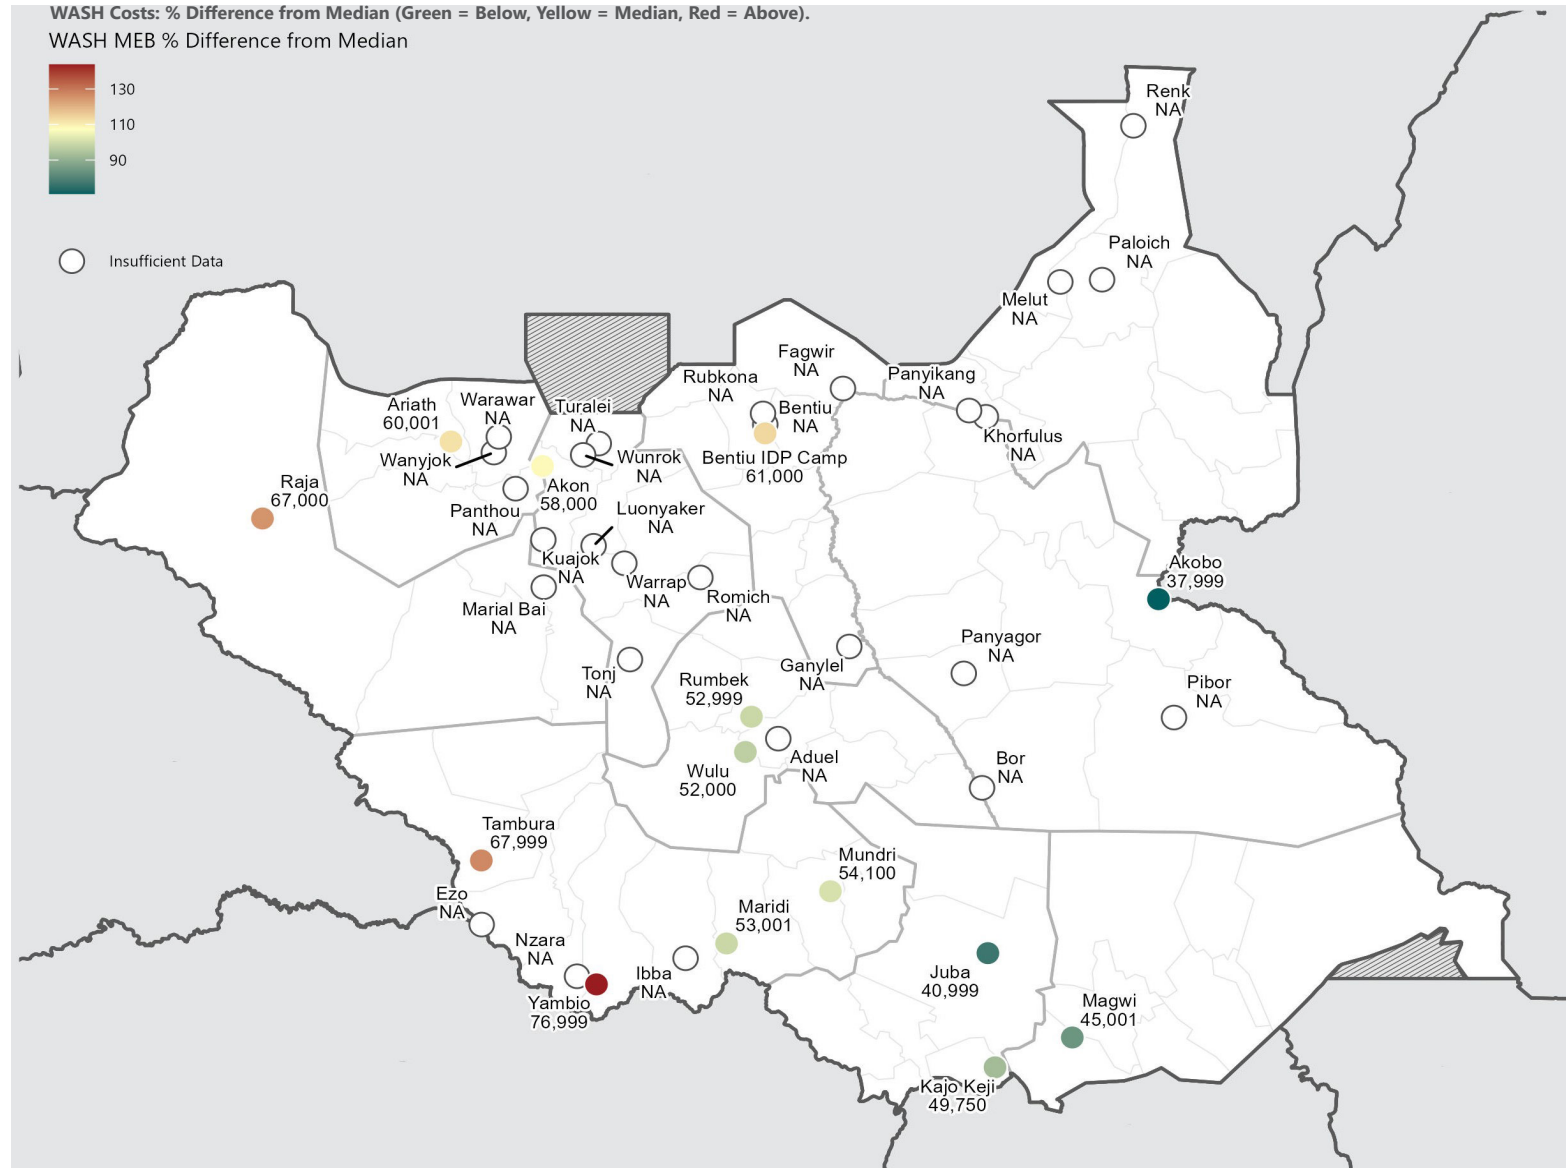 WASH Costs: % Difference from Median (Green = Below, Yellow = Median, Red = Above).
WASH MEB % Difference from Median
130
110
90
Insufficient Data
Renk
NA
Paloich
NA
Melut
NA
Fagwir
NA
Rubkona
NA
Panyikang
NA
Bentiu
NA
Khorfulus
NA
Bentiu IDP Camp
61,000
Ariath
60,001
Warawar
NA
Turalei
NA
Wanyjok
NA
Wunrok
NA
Raja
67,000
Akon
58,000
Panthou
NA
Luonyaker
NA
Kuajok
NA
Warrap
NA
Romich
NA
Marial Bai
NA
Akobo
37,999
Panyagor
NA
Ganylel
NA
Tonj
NA
Rumbek
52,999
Pibor
NA
Wulu
52,000
Aduel
NA
Bor
NA
Tambura
67,999
Mundri
54,100
Ezo
NA
Maridi
53,001
Nzara
NA
Ibba
NA
Yambio
76,999
Juba
40,999
Magwi
45,001
Kajo Keji
49,750